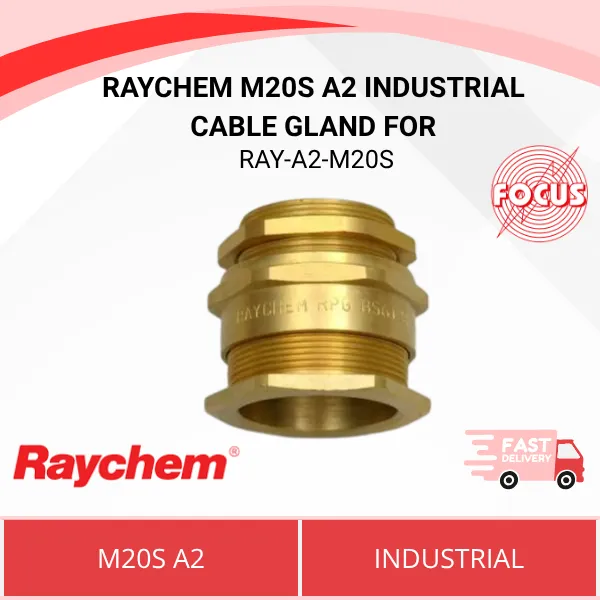 RAYCHEM M20S A2 INDUSTRIAL
CABLE GLAND FOR
RAY-A2-M20S
FOCUS
RAYCHEM RPG
Raychem®
FAST
DELIVERY
M20S A2
INDUSTRIAL